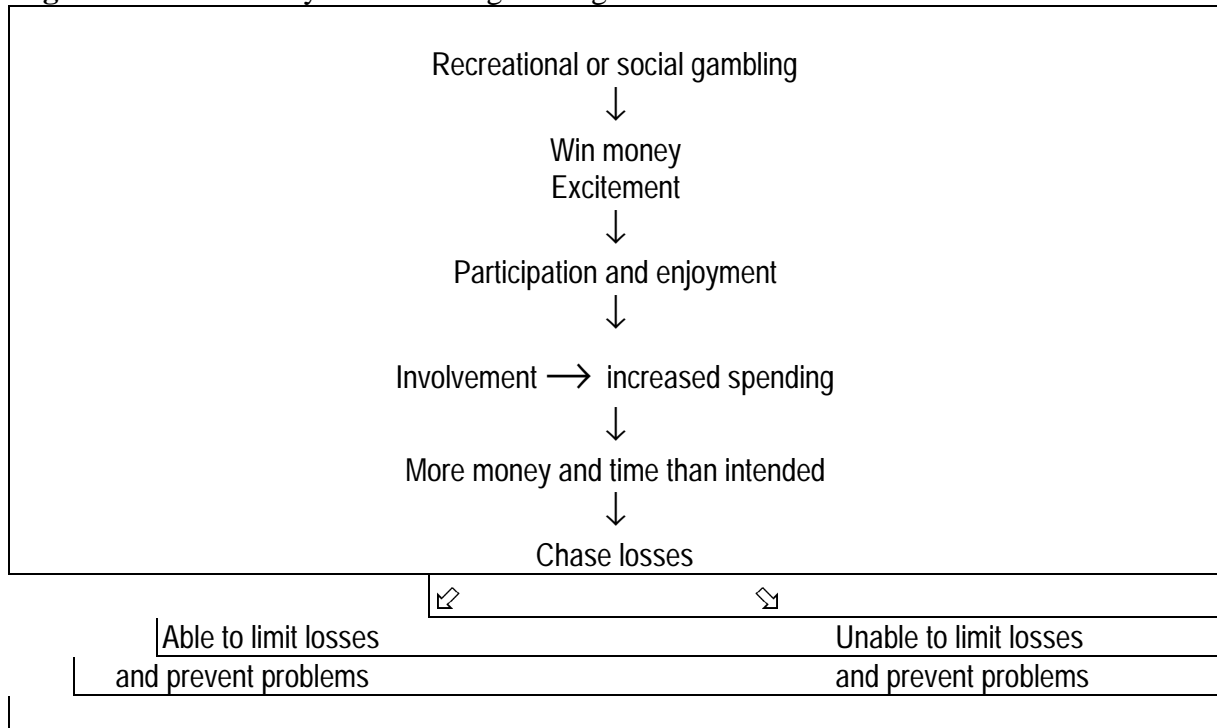 Recreational or social gambling
↓
Win money
Excitement
↓
Participation and enjoyment
↓
Involvement → increased spending
↓
More money and time than intended
↓
Chase losses
⬃ ⬂
Able to limit losses Unable to limit losses
and prevent problems and prevent problems